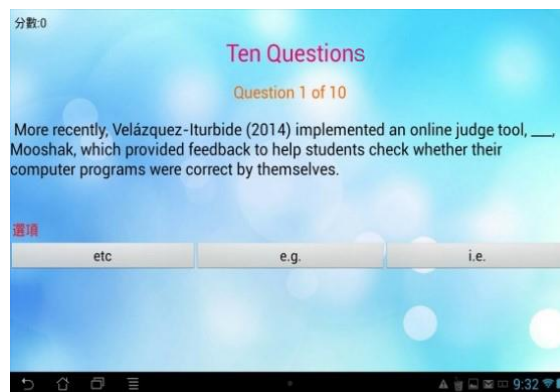 分數:0
Ten Questions
Question 1 of 10
More recently, Velázquez-Iturbide (2014) implemented an online judge tool, ___,
Mooshak, which provided feedback to help students check whether their
computer programs were correct by themselves.
選項
etc e.g. i.e.
9:32